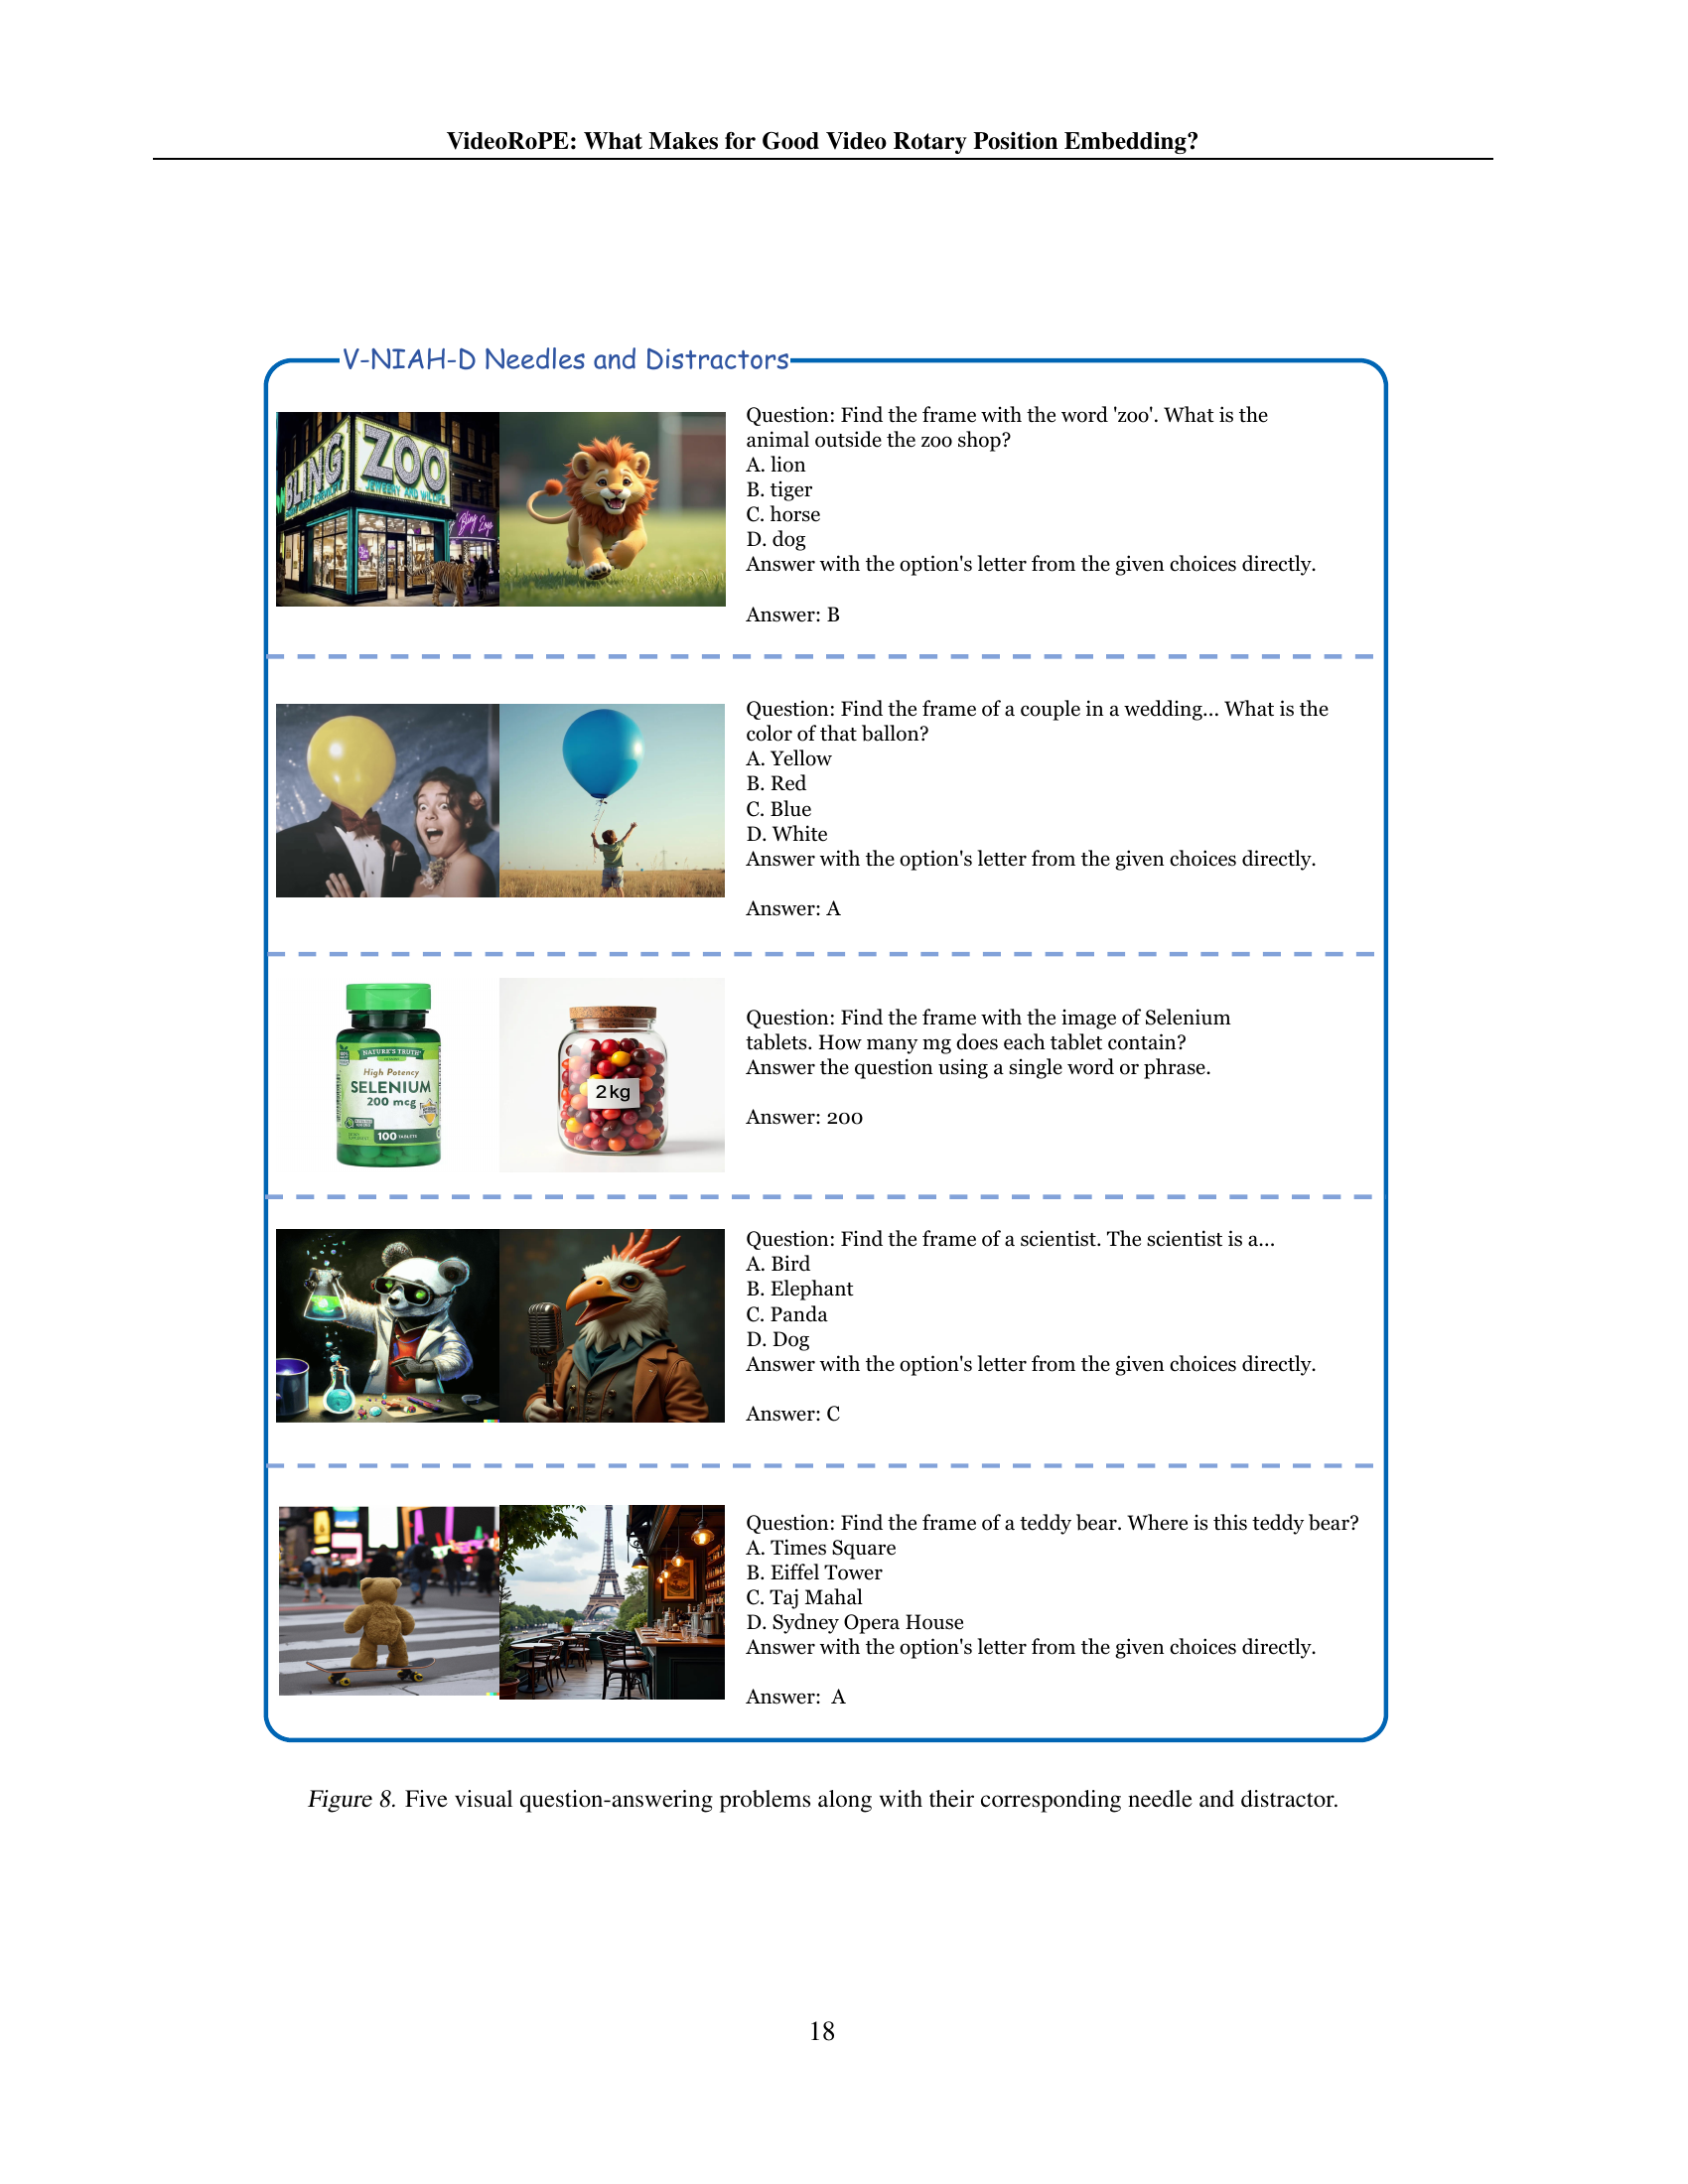 VideoRoPE: What Makes for Good Video Rotary Position Embedding?
V-NIAH-D Needles and Distractors
BLING ZOO
JEWELRY AND WILDLIFE
Bling Zoo
Question: Find the frame with the word 'zoo'. What is the
animal outside the zoo shop?
A. lion
B. tiger
C. horse
D. dog
Answer with the option's letter from the given choices directly.
Answer: B
Question: Find the frame of a couple in a wedding... What is the
color of that ballon?
A. Yellow
B. Red
C. Blue
D. White
Answer with the option's letter from the given choices directly.
Answer: A
NATURE'S TRUTH
High Potency
SELENIUM
200 mcg
100 TABLETS
2kg
Question: Find the frame with the image of Selenium
tablets. How many mg does each tablet contain?
Answer the question using a single word or phrase.
Answer: 200
Question: Find the frame of a scientist. The scientist is a...
A. Bird
B. Elephant
C. Panda
D. Dog
Answer with the option's letter from the given choices directly.
Answer: C
Question: Find the frame of a teddy bear. Where is this teddy bear?
A. Times Square
B. Eiffel Tower
C. Taj Mahal
D. Sydney Opera House
Answer with the option's letter from the given choices directly.
Answer: A
Figure 8. Five visual question-answering problems along with their corresponding needle and distractor.
18